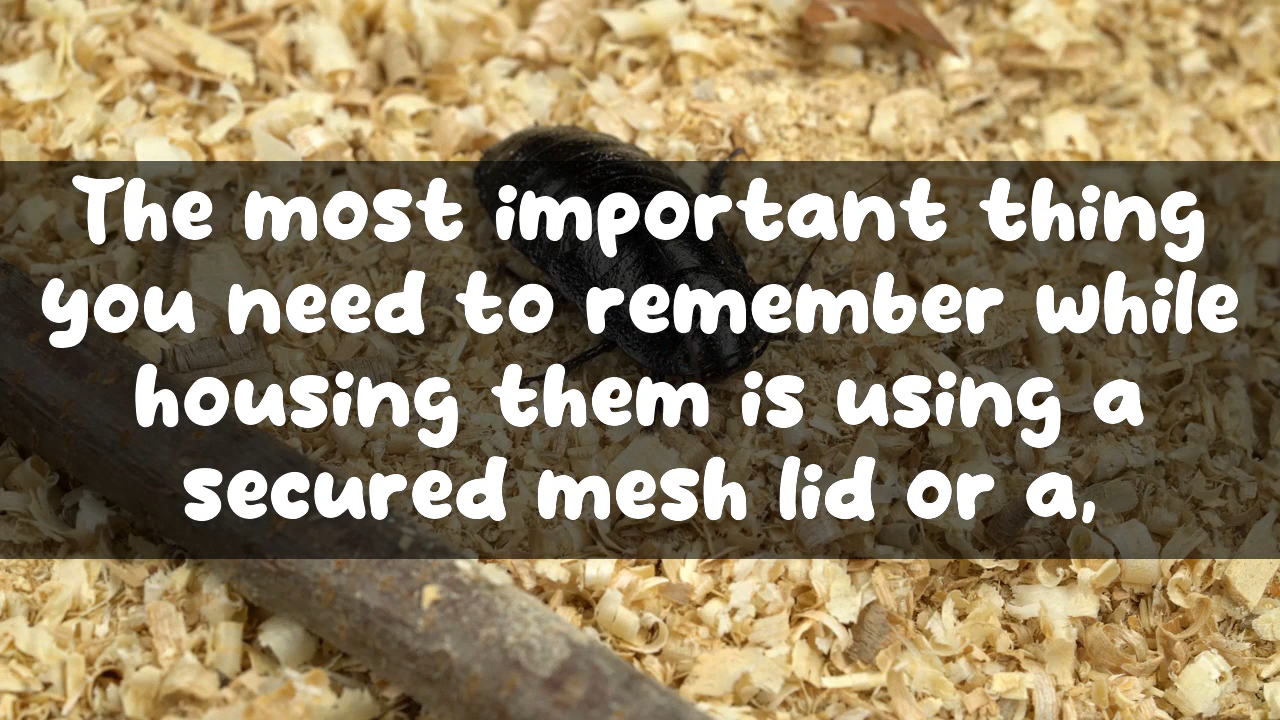 The most important thing
you need to remember while
housing them is using a
secured mesh lid or a,